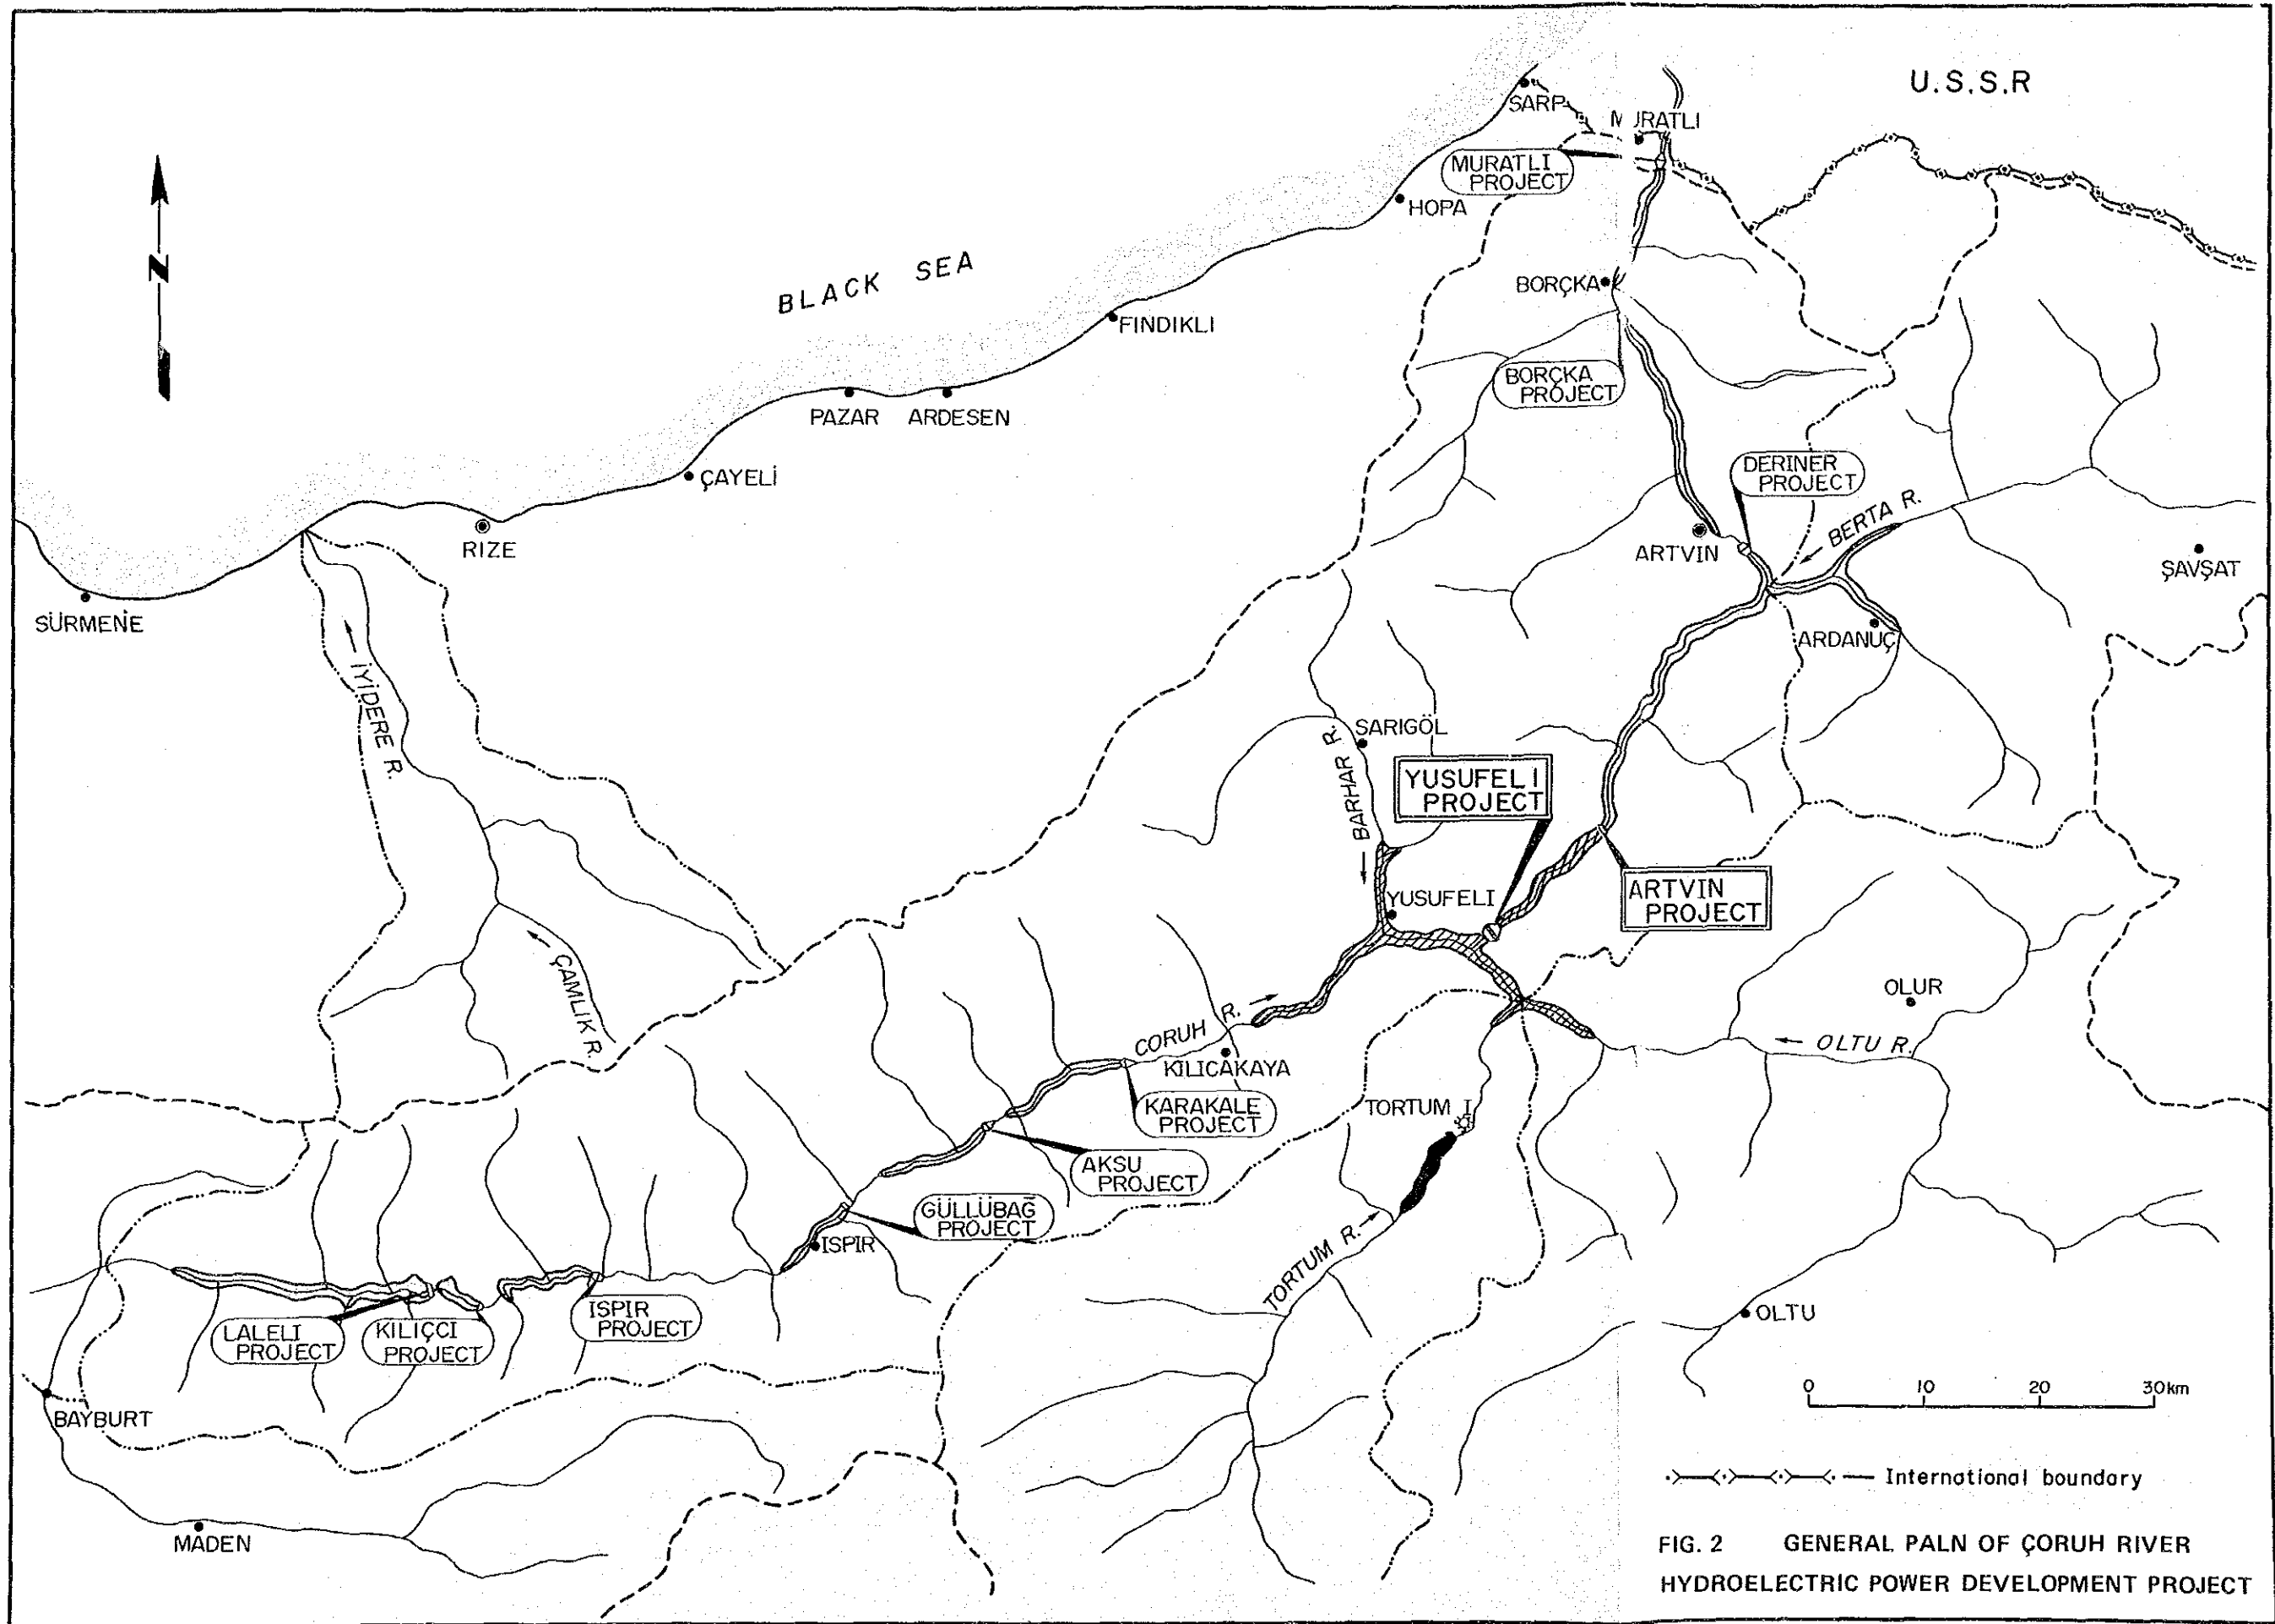 U.S.S.R
SARP
MURATLI
MURATLI
PROJECT
HOPA
N
BLACK SEA
BORÇKA
FINDIKLI
BORÇKA
PROJECT
PAZAR
ARDESEN
DERINER
PROJECT
ÇAYELİ
BERTA R.
RIZE
ARTVIN
ŞAVŞAT
SÜRMENE
ARDANUÇ
İYİDERE R.
SARIGÖL
BARHAR R.
YUSUFELI
PROJECT
ARTVIN
PROJECT
YUSUFELI
ÇAMLIK R.
OLUR
CORUH R.
OLTU R.
KILICAKAYA
KARAKALE
PROJECT
TORTUM I
AKSU
PROJECT
GÜLLÜBAĞ
PROJECT
ISPIR
TORTUM R.
ISPIR
PROJECT
LALELI
PROJECT
KILIÇCI
PROJECT
OLTU
0 10 20 30km
BAYBURT
International boundary
MADEN
FIG. 2 GENERAL PALN OF ÇORUH RIVER
HYDROELECTRIC POWER DEVELOPMENT PROJECT